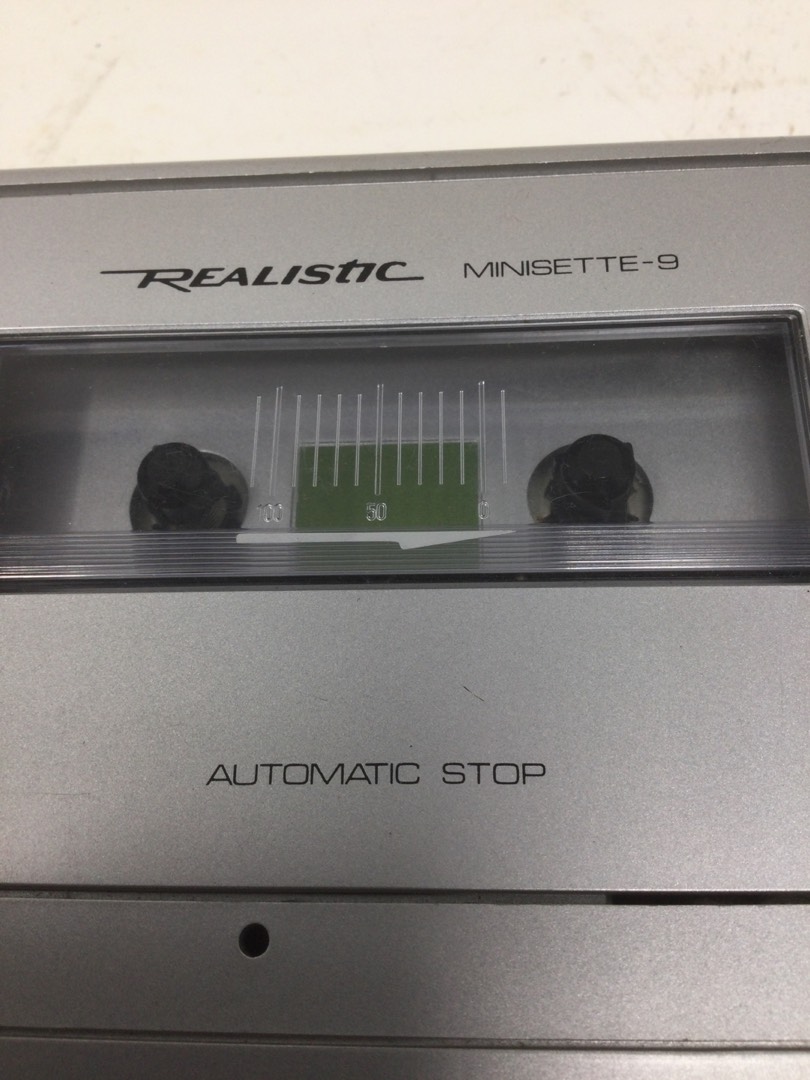 REALISTIC MINISETTE-9
100 50 0
AUTOMATIC STOP